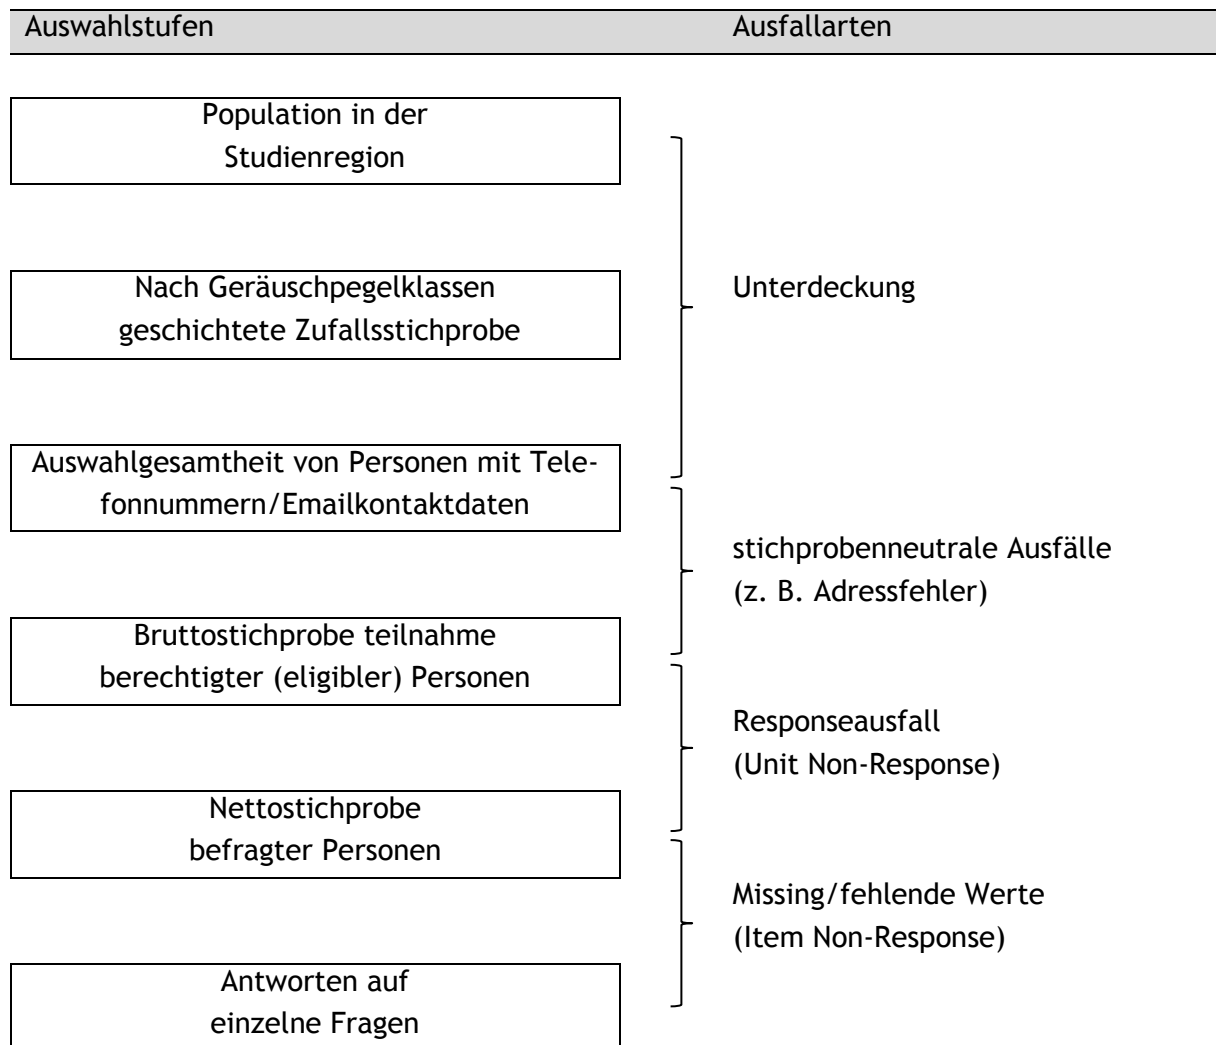 Auswahlstufen Ausfallarten
Population in der
Studienregion
Nach Geräuschpegelklassen
geschichtete Zufallsstichprobe
Unterdeckung
Auswahlgesamtheit von Personen mit Tele-
fonnummern/Emailkontaktdaten
stichprobenneutrale Ausfälle
(z. B. Adressfehler)
Bruttostichprobe teilnahme
berechtigter (eligibler) Personen
Responseausfall
(Unit Non-Response)
Nettostichprobe
befragter Personen
Missing/fehlende Werte
(Item Non-Response)
Antworten auf
einzelne Fragen